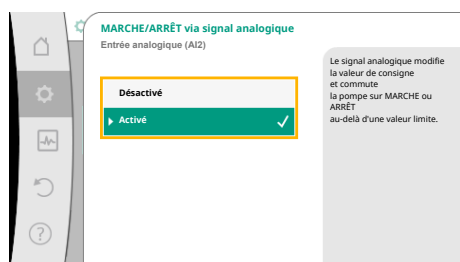 MARCHE/ARRÊT via signal analogique
Entrée analogique (AI2)
Désactivé
Activé
Le signal analogique modifie
la valeur de consigne
et commute
la pompe sur MARCHE ou
ARRÊT
au-delà d'une valeur limite.